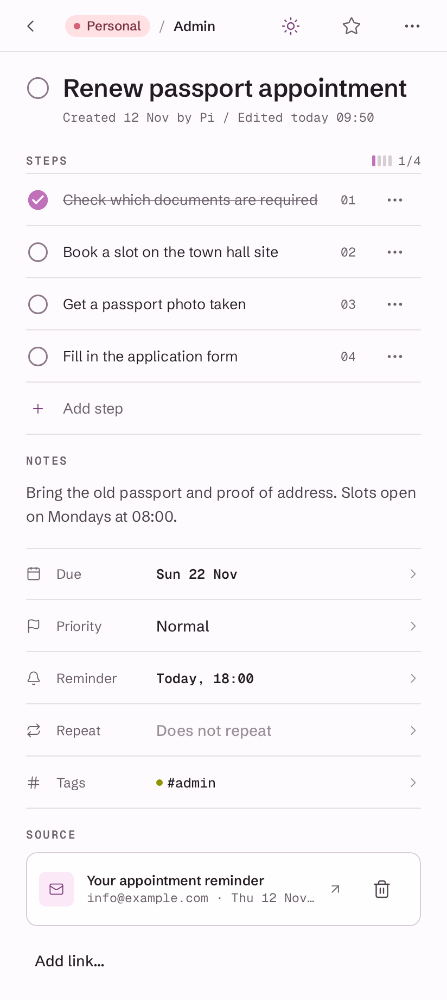 Personal / Admin
Renew passport appointment
Created 12 Nov by Pi / Edited today 09:50
STEPS 1/4
Check which documents are required 01
Book a slot on the town hall site 02
Get a passport photo taken 03
Fill in the application form 04
+ Add step
NOTES
Bring the old passport and proof of address. Slots open
on Mondays at 08:00.
Due Sun 22 Nov
Priority Normal
Reminder Today, 18:00
Repeat Does not repeat
Tags #admin
SOURCE
Your appointment reminder
info@example.com · Thu 12 Nov…
Add link…